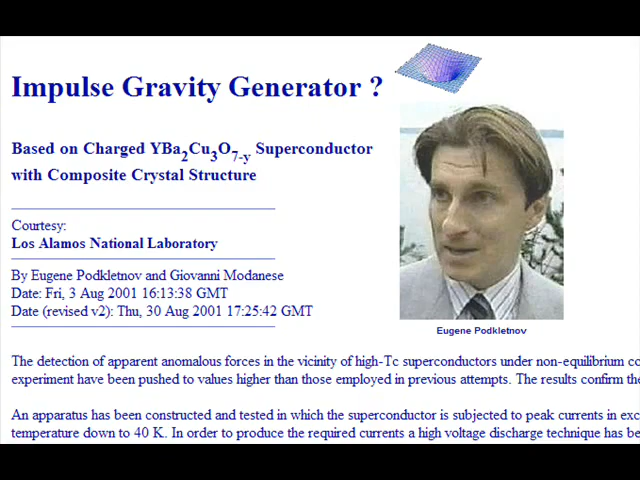 Impulse Gravity Generator ?
Based on Charged YBa2Cu3O7-y Superconductor
with Composite Crystal Structure
Courtesy:
Los Alamos National Laboratory
By Eugene Podkletnov and Giovanni Modanese
Date: Fri, 3 Aug 2001 16:13:38 GMT
Date (revised v2): Thu, 30 Aug 2001 17:25:42 GMT
Eugene Podkletnov
The detection of apparent anomalous forces in the vicinity of high-Tc superconductors under non-equilibrium co
experiment have been pushed to values higher than those employed in previous attempts. The results confirm the
An apparatus has been constructed and tested in which the superconductor is subjected to peak currents in exc
temperature down to 40 K. In order to produce the required currents a high voltage discharge technique has be